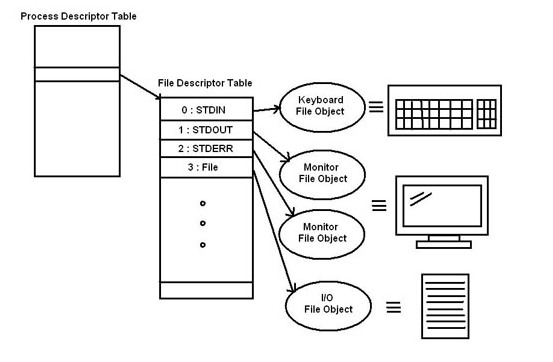 Process Descriptor Table
File Descriptor Table
0 : STDIN
1 : STDOUT
2 : STDERR
3 : File
Keyboard
File Object
Monitor
File Object
Monitor
File Object
I/O
File Object